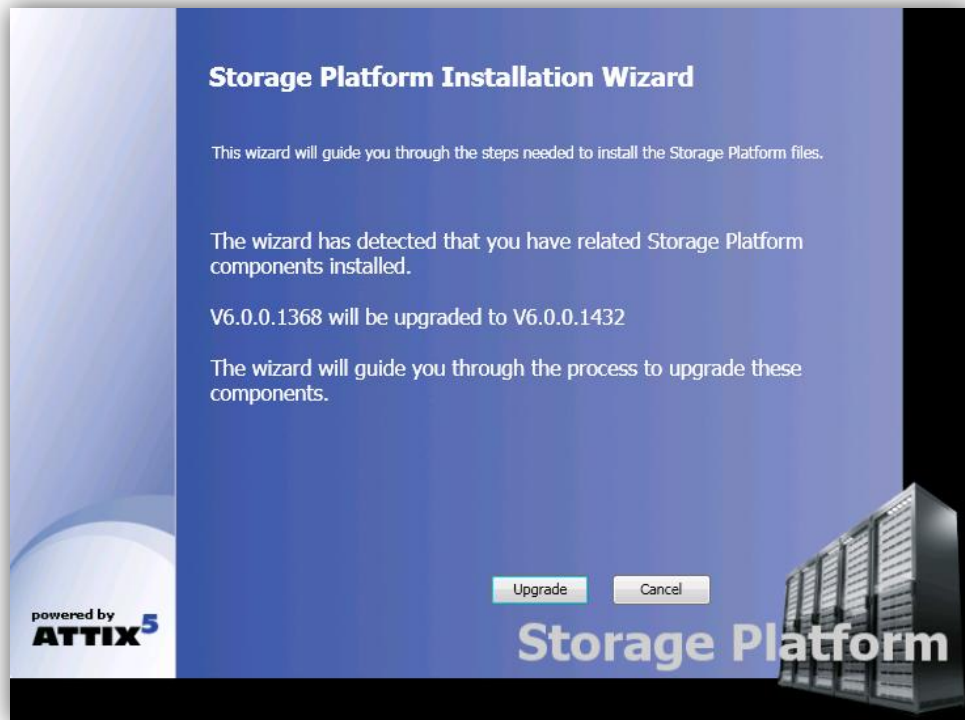 Storage Platform Installation Wizard
This wizard will guide you through the steps needed to install the Storage Platform files.
The wizard has detected that you have related Storage Platform
components installed.
V6.0.0.1368 will be upgraded to V6.0.0.1432
The wizard will guide you through the process to upgrade these
components.
Upgrade
Cancel
powered by
ATTIX5
Storage Platform